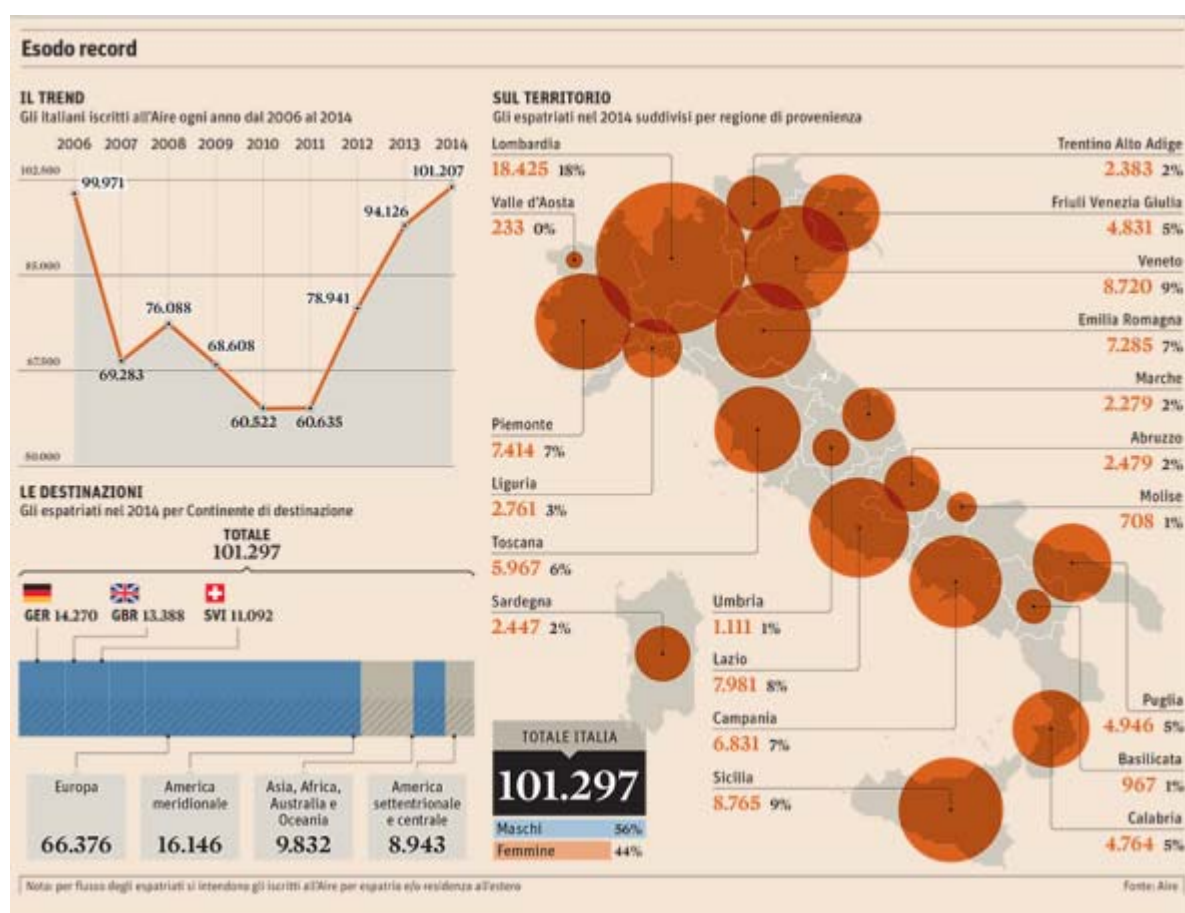 Esodo record
IL TREND
Gli italiani iscritti all'Aire ogni anno dal 2006 al 2014
2006 2007 2008 2009 2010 2011 2012 2013 2014
102.500
99.971
101.207
94.126
85.000
76.088
78.941
68.608
67.500
69.283
60.522 60.635
50.000
LE DESTINAZIONI
Gli espatriati nel 2014 per Continente di destinazione
TOTALE
101.297
GER 14.270 GBR 13.388 SVI 11.092
Europa
66.376
America
meridionale
16.146
Asia, Africa,
Australia e
Oceania
9.832
America
settentrionale
e centrale
8.943
SUL TERRITORIO
Gli espatriati nel 2014 suddivisi per regione di provenienza
Lombardia
18.425 18%
Valle d'Aosta
233 0%
Piemonte
7.414 7%
Liguria
2.761 3%
Toscana
5.967 6%
Sardegna
2.447 2%
Umbria
1.111 1%
Lazio
7.981 8%
Campania
6.831 7%
Sicilia
8.765 9%
Trentino Alto Adige
2.383 2%
Friuli Venezia Giulia
4.831 5%
Veneto
8.720 9%
Emilia Romagna
7.285 7%
Marche
2.279 2%
Abruzzo
2.479 2%
Molise
708 1%
Puglia
4.946 5%
Basilicata
967 1%
Calabria
4.764 5%
TOTALE ITALIA
101.297
Maschi 56%
Femmine 44%
Nota: per flusso degli espatriati si intendono gli iscritti all'Aire per espatrio e/o residenza all'estero
Fonte: Aire